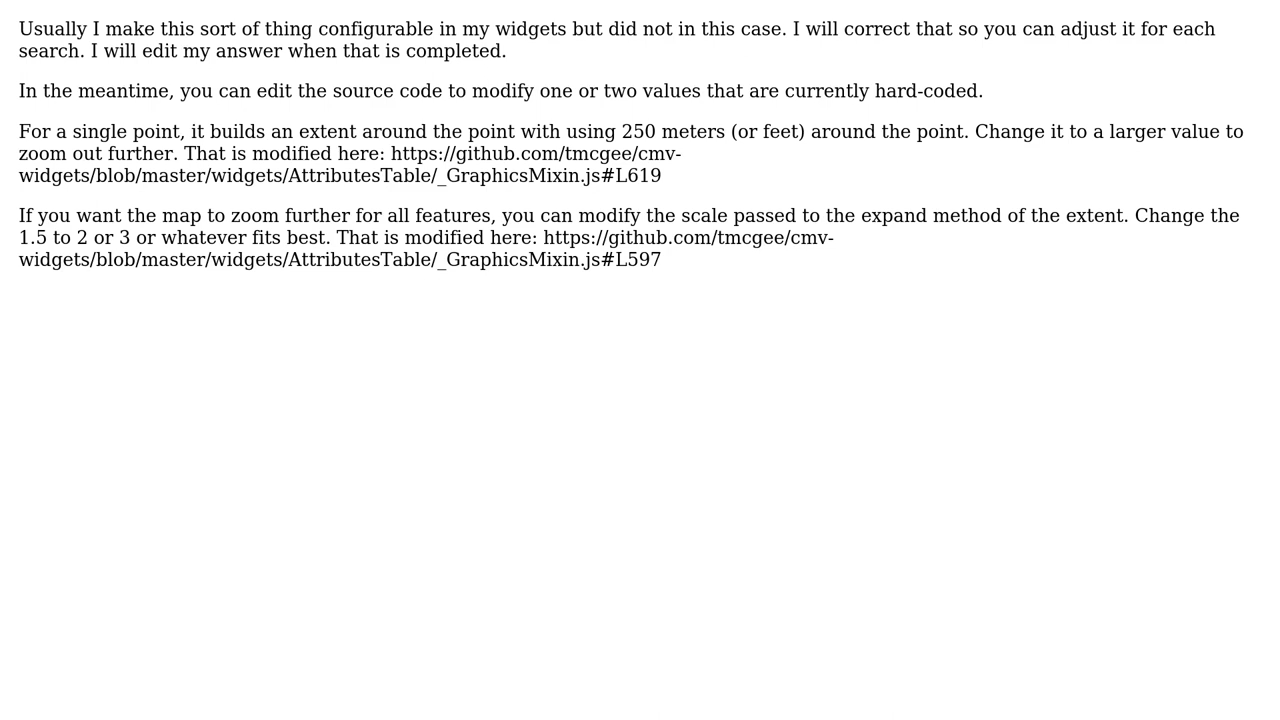 Usually I make this sort of thing configurable in my widgets but did not in this case. I will correct that so you can adjust it for each
search. I will edit my answer when that is completed.
In the meantime, you can edit the source code to modify one or two values that are currently hard-coded.
For a single point, it builds an extent around the point with using 250 meters (or feet) around the point. Change it to a larger value to
zoom out further. That is modified here: https://github.com/tmcgee/cmv-
widgets/blob/master/widgets/AttributesTable/_GraphicsMixin.js#L619
If you want the map to zoom further for all features, you can modify the scale passed to the expand method of the extent. Change the
1.5 to 2 or 3 or whatever fits best. That is modified here: https://github.com/tmcgee/cmv-
widgets/blob/master/widgets/AttributesTable/_GraphicsMixin.js#L597